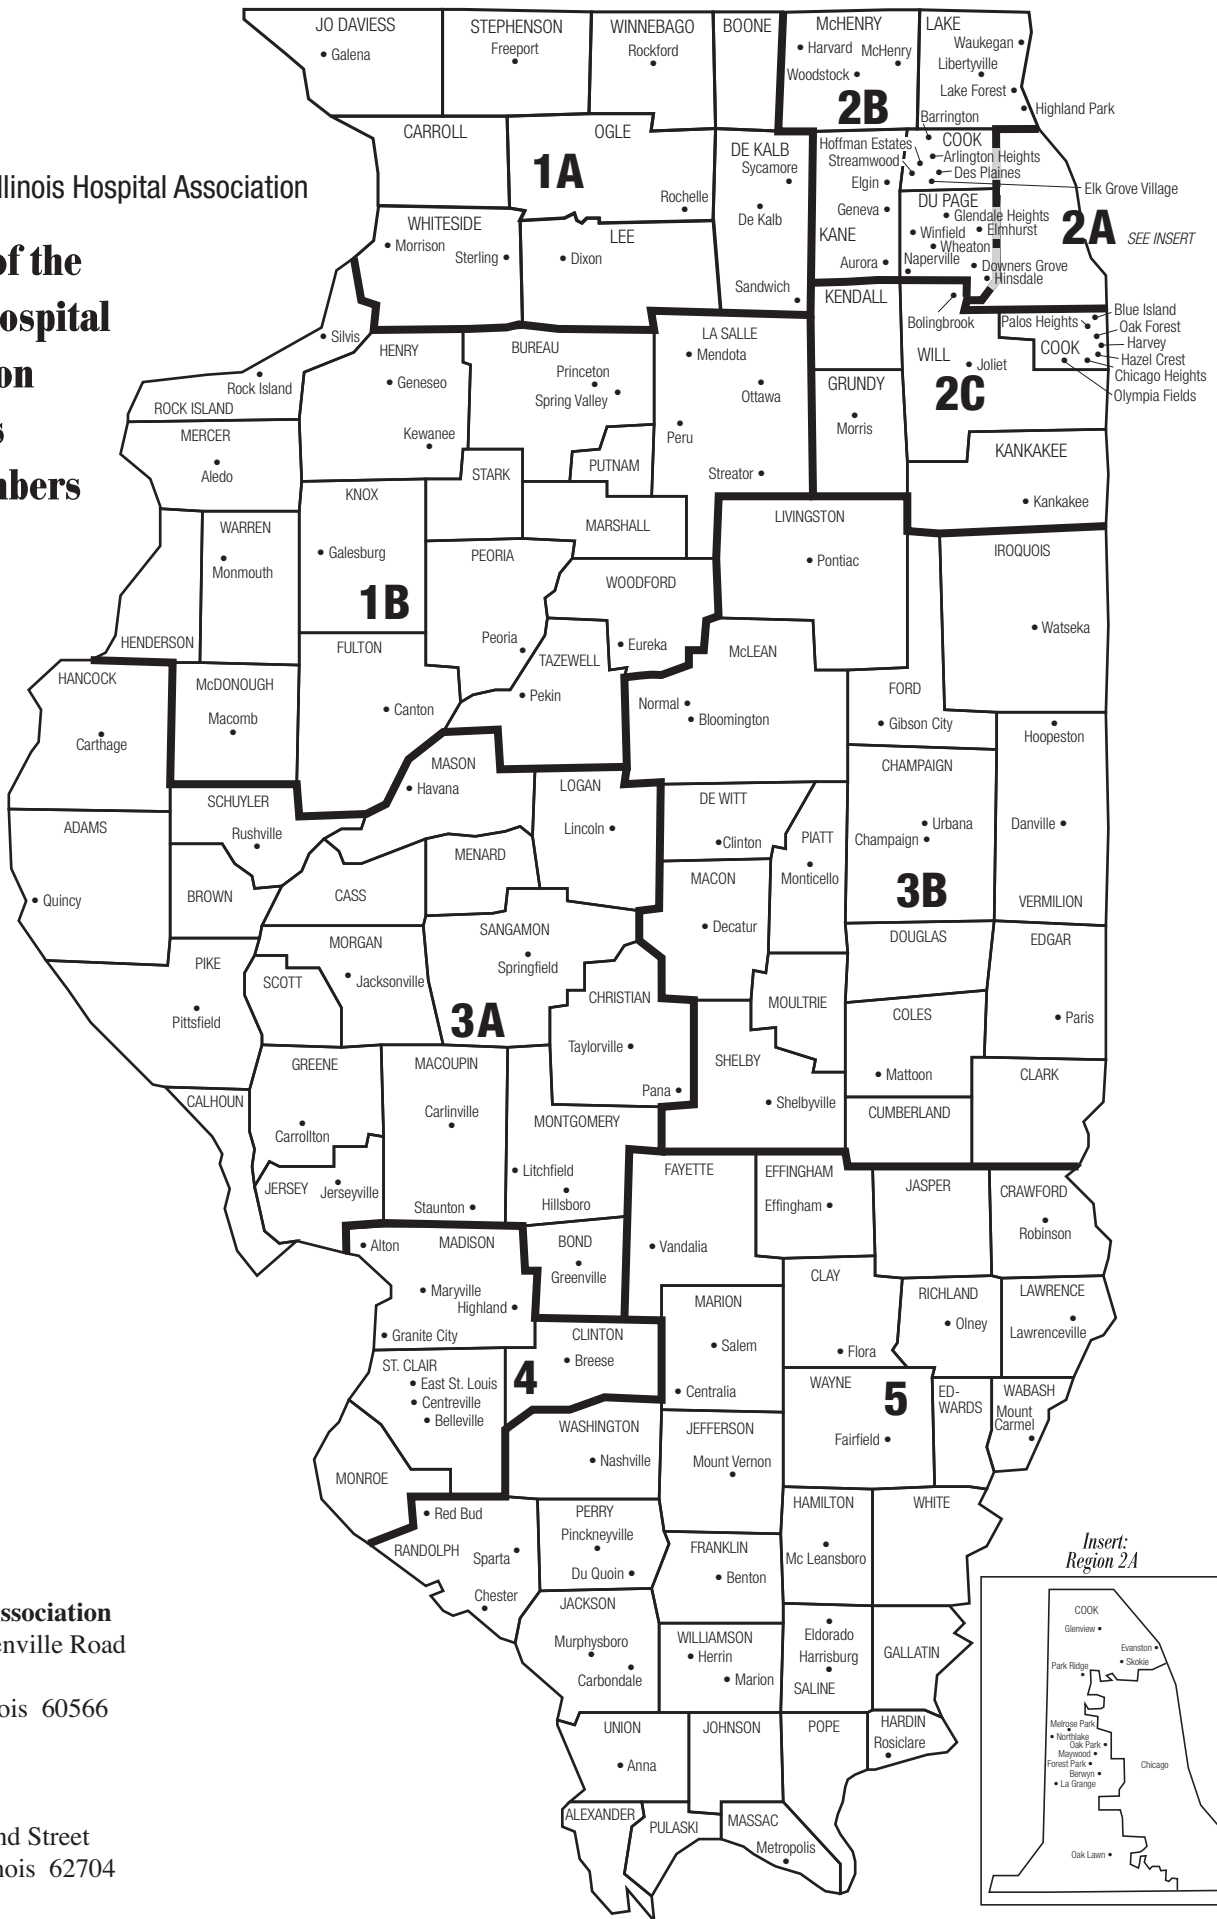 llinois Hospital Association
of the
ospital
on
s
nbers
JO DAVIESS
Galena
STEPHENSON
Freeport
WINNEBAGO
Rockford
BOONE
McHENRY
Harvard
McHenry
Woodstock
2B
LAKE
Waukegan
Libertyville
Lake Forest
Highland Park
Barrington
CARROLL
OGLE
1A
Rochelle
DE KALB
Sycamore
De Kalb
Sandwich
Hoffman Estates
Streamwood
Elgin
Geneva
KANE
Aurora
COOK
Arlington Heights
Des Plaines
Elk Grove Village
DU PAGE
Glendale Heights
Winfield
Elmhurst
Wheaton
Naperville
Downers Grove
Hinsdale
2A
SEE INSERT
WHITESIDE
Morrison
Sterling
LEE
Dixon
KENDALL
Bolingbrook
Palos Heights
Blue Island
Oak Forest
Harvey
Hazel Crest
Chicago Heights
Olympia Fields
COOK
WILL
Joliet
2C
Silvis
Rock Island
ROCK ISLAND
HENRY
Geneseo
Kewanee
BUREAU
Princeton
Spring Valley
LA SALLE
Mendota
Ottawa
Peru
Streator
GRUNDY
Morris
KANKAKEE
Kankakee
MERCER
Aledo
STARK
PUTNAM
KNOX
Galesburg
MARSHALL
LIVINGSTON
Pontiac
IROQUOIS
Watseka
WARREN
Monmouth
HENDERSON
1B
PEORIA
Peoria
WOODFORD
Eureka
McLEAN
Normal
Bloomington
FORD
Gibson City
HANCOCK
Carthage
McDONOUGH
Macomb
FULTON
Canton
TAZEWELL
Pekin
Hoopeston
CHAMPAIGN
Urbana
Champaign
Danville
VERMILION
3B
MASON
Havana
LOGAN
Lincoln
DE WITT
Clinton
PIATT
Monticello
ADAMS
Quincy
SCHUYLER
Rushville
BROWN
CASS
MENARD
MACON
Decatur
DOUGLAS
EDGAR
Paris
PIKE
Pittsfield
SCOTT
MORGAN
Jacksonville
SANGAMON
Springfield
3A
CHRISTIAN
Taylorville
Pana
MOULTRIE
SHELBY
Shelbyville
COLES
Mattoon
CUMBERLAND
CLARK
GREENE
Carrollton
CALHOUN
JERSEY
Jerseyville
MACOUPIN
Carlinville
Staunton
MONTGOMERY
Litchfield
Hillsboro
FAYETTE
Vandalia
EFFINGHAM
Effingham
JASPER
CRAWFORD
Robinson
Alton
MADISON
Maryville
Highland
Granite City
BOND
Greenville
CLAY
Flora
RICHLAND
Olney
LAWRENCE
Lawrenceville
MARION
Salem
Centralia
CLINTON
Breese
4
ST. CLAIR
East St. Louis
Centreville
Belleville
MONROE
WASHINGTON
Nashville
JEFFERSON
Mount Vernon
WAYNE
Fairfield
5
ED-
WARDS
WABASH
Mount
Carmel
Red Bud
RANDOLPH
Sparta
Chester
PERRY
Pinckneyville
Du Quoin
FRANKLIN
Benton
HAMILTON
Mc Leansboro
WHITE
JACKSON
Murphysboro
Carbondale
WILLIAMSON
Herrin
Marion
Eldorado
Harrisburg
SALINE
GALLATIN
UNION
Anna
JOHNSON
POPE
HARDIN
Rosiclare
ALEXANDER
PULASKI
MASSAC
Metropolis
Insert:
Region 2A
COOK
Glenview
Evanston
Skokie
Park Ridge
Melrose Park
Northlake
Oak Park
Maywood
Forest Park
Berwyn
La Grange
Chicago
Oak Lawn
ssociation
enville Road
ois 60566
nd Street
nois 62704